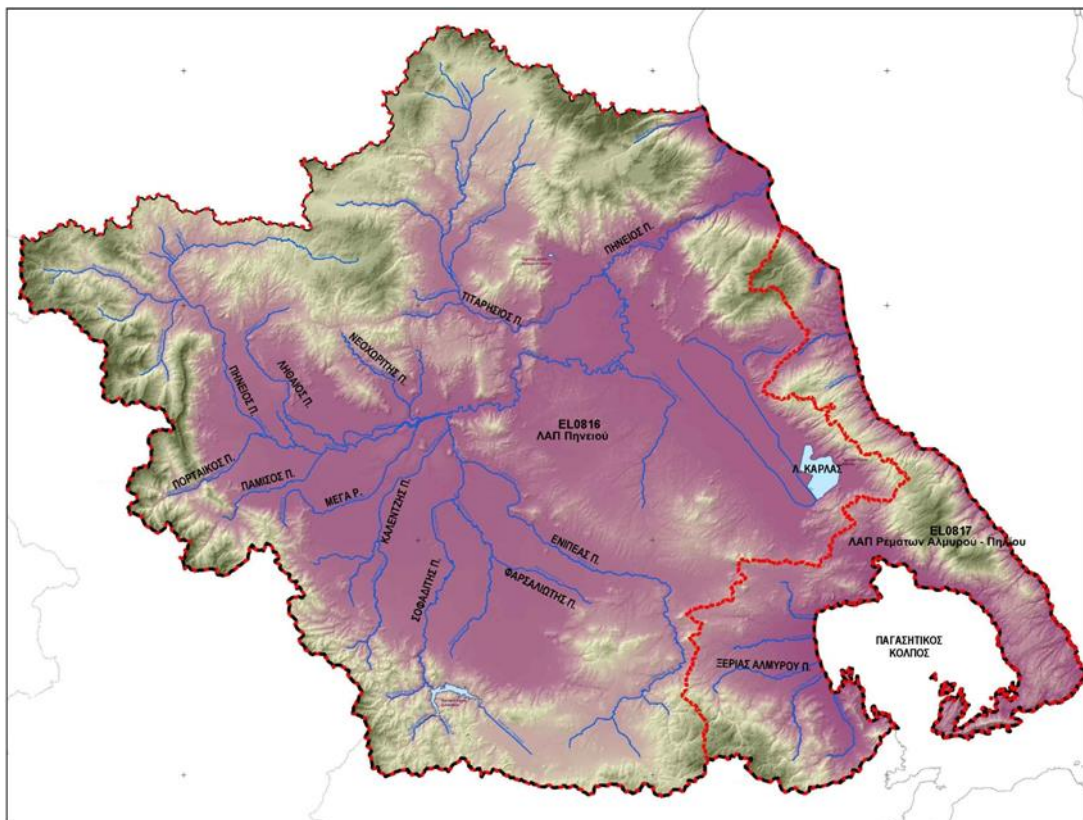 ΠΗΝΕΙΟΣ Π.
ΤΙΤΑΡΗΣΙΟΣ Π.
ΝΕΟΧΩΡΙΤΗΣ Π.
ΛΗΘΑΙΟΣ Π.
ΠΗΝΕΙΟΣ Π.
EL0816
ΛΑΠ Πηνειού
ΠΟΡΤΑΙΚΟΣ Π.
ΠΑΜΙΣΟΣ Π.
ΜΕΓΑ Ρ.
Λ. ΚΑΡΛΑΣ
ΚΑΛΕΝΤΖΗΣ Π.
EL0817
ΛΑΠ Ρεμάτων Αλμυρού - Πηλίου
ΕΝΙΠΕΑΣ Π.
ΣΟΦΑΔΙΤΗΣ Π.
ΦΑΡΣΑΛΙΩΤΗΣ Π.
ΠΑΓΑΣΗΤΙΚΟΣ
ΚΟΛΠΟΣ
ΞΕΡΙΑΣ ΑΛΜΥΡΟΥ Π.